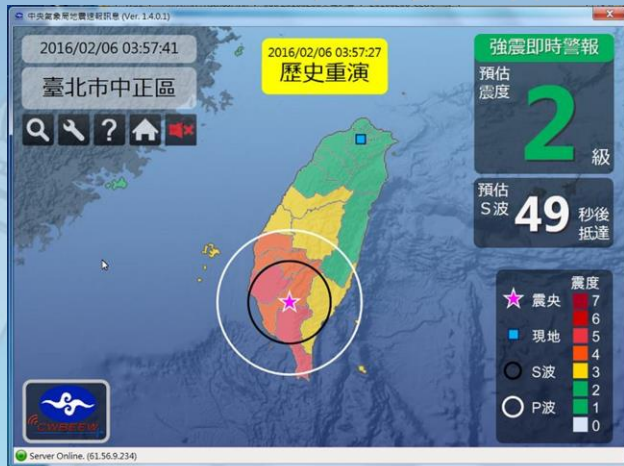 中央氣象局地震速報訊息 (Ver. 1.4.0.1)
2016/02/06 03:57:41
臺北市中正區
2016/02/06 03:57:27
歷史重演
強震即時警報
預估
震度
2
級
預估
S波
49
秒後
抵達
震度
震央
現地
S波
P波
7
6
5
4
3
2
1
0
CWBEEW
Server Online. (61.56.9.234)